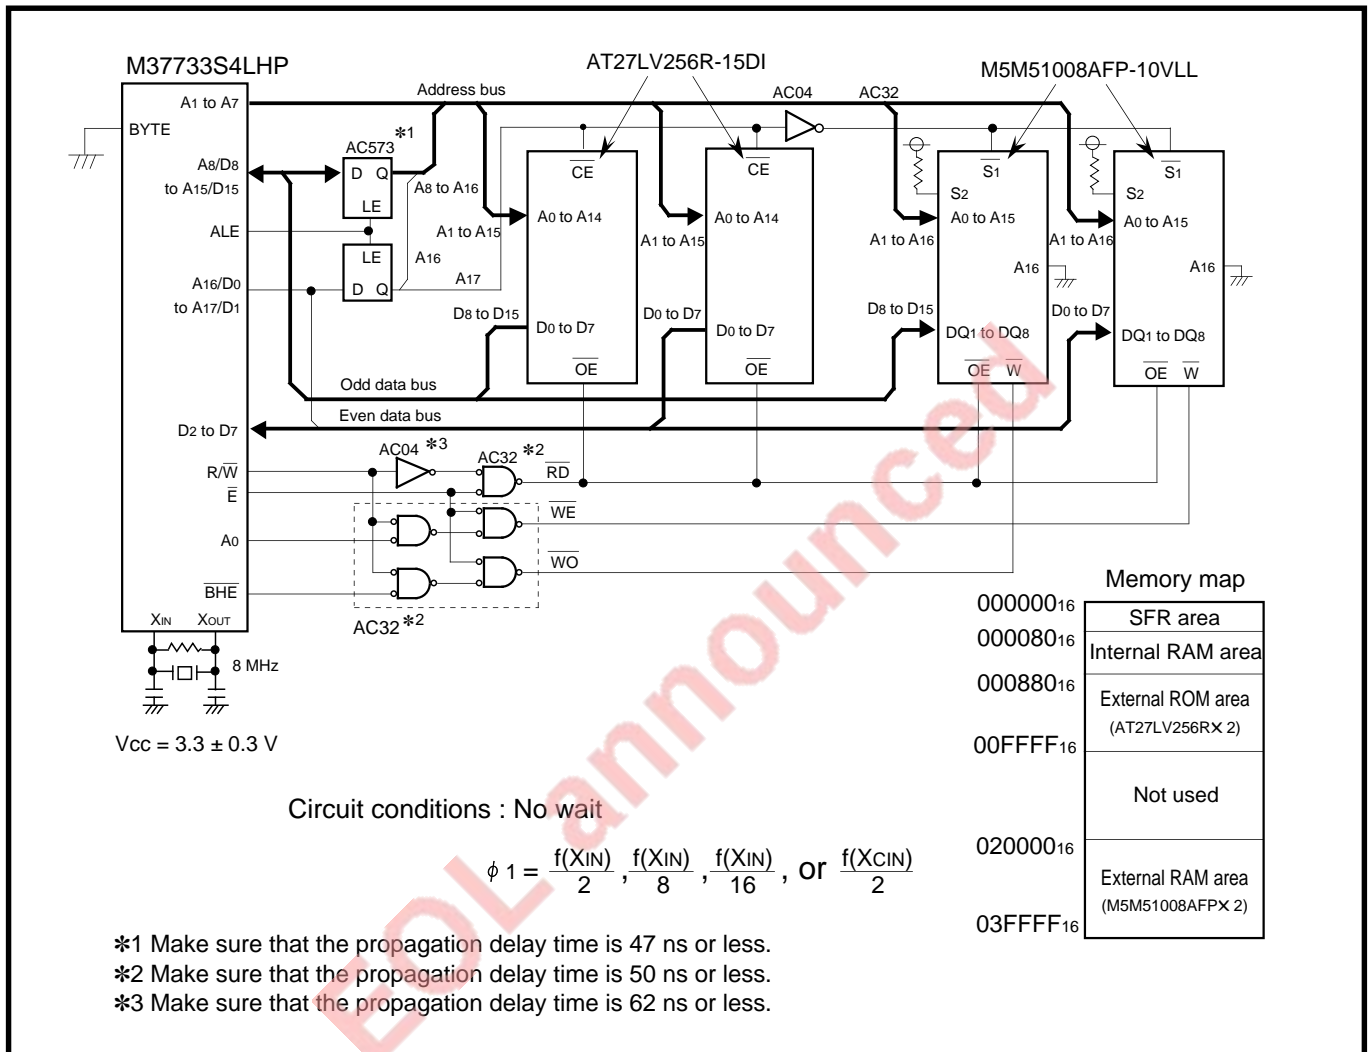 M37733S4LHP
AT27LV256R-15DI
M5M51008AFP-10VLL
A1 to A7
Address bus
AC04
AC32
BYTE
✻1
AC573
A8/D8
to A15/D15
D Q
LE
A8 to A16
ALE
LE
D Q
A16
A17
A16/D0
to A17/D1
CE
A0 to A14
A1 to A15
D8 to D15
D0 to D7
OE
CE
A0 to A14
A1 to A15
D0 to D7
D0 to D7
OE
S1
S2
A0 to A15
A1 to A16
A16
D8 to D15
DQ1 to DQ8
OE W
S1
S2
A0 to A15
A1 to A16
A16
D0 to D7
DQ1 to DQ8
OE W
Odd data bus
Even data bus
D2 to D7
AC04 ✻3
AC32 ✻2
R/W
E
RD
WE
A0
WO
BHE
AC32 ✻2
XIN XOUT
8 MHz
Vcc = 3.3 ± 0.3 V
Memory map
000000₁₆
SFR area
000080₁₆
Internal RAM area
000880₁₆
External ROM area
(AT27LV256R✕ 2)
00FFFF₁₆
Not used
020000₁₆
External RAM area
(M5M51008AFP✕ 2)
03FFFF₁₆
Circuit conditions : No wait
ϕ 1 = f(XIN)/2 , f(XIN)/8 , f(XIN)/16 , or f(XCIN)/2
✻1 Make sure that the propagation delay time is 47 ns or less.
✻2 Make sure that the propagation delay time is 50 ns or less.
✻3 Make sure that the propagation delay time is 62 ns or less.
EOL announced